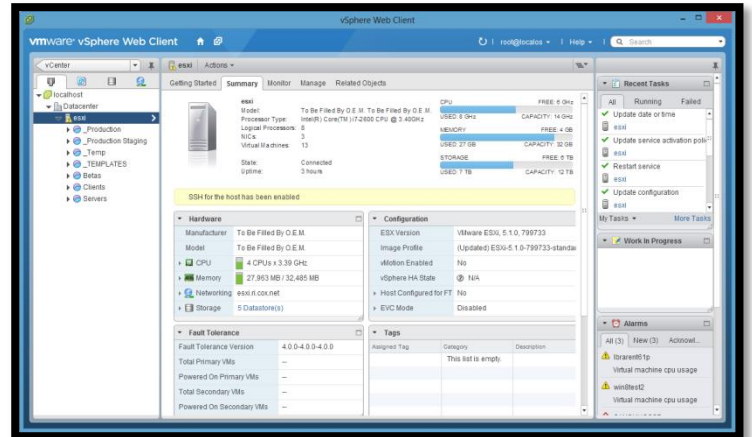 vSphere Web Client
vmware® vSphere Web Client
root@localos
Help
Search
vCenter
localhost
Datacenter
esxi
_Production
_Production Staging
_Temp
_TEMPLATES
Betas
Clients
Servers
esxi Actions
Getting Started Summary Monitor Manage Related Objects
esxi
Model To Be Filled By O.E.M. To Be Filled By O.E.M.
Processor Type: Intel(R) Core(TM) i7-2600 CPU @ 3.40GHz
Logical Processors: 8
NICs: 3
Virtual Machines: 13
State: Connected
Uptime: 3 hours
CPU FREE: 6 GHz
USED: 8 GHz CAPACITY: 14 GHz
MEMORY FREE: 4 GB
USED: 27 GB CAPACITY: 32 GB
STORAGE FREE: 6 TB
USED: 7 TB CAPACITY: 12 TB
SSH for the host has been enabled
Hardware
Manufacturer To Be Filled By O.E.M.
Model To Be Filled By O.E.M.
CPU 4 CPUs x 3.39 GHz
Memory 27,963 MB / 32,485 MB
Networking esxi.ri.cox.net
Storage 5 Datastore(s)
Configuration
ESX Version VMware ESXi, 5.1.0, 799733
Image Profile (Updated) ESXi-5.1.0-799733-standar
vMotion Enabled No
vSphere HA State N/A
Host Configured for FT No
EVC Mode Disabled
Fault Tolerance
Fault Tolerance Version 4.0.0-4.0.0-4.0.0
Total Primary VMs --
Powered On Primary VMs --
Total Secondary VMs --
Powered On Secondary VMs --
Tags
Assigned Tag Category Description
This list is empty.
Recent Tasks
All Running Failed
Update date or time
esxi
Update service activation poli
esxi
Restart service
esxi
Update configuration
esxi
My Tasks More Tasks
Work In Progress
Alarms
All (3) New (3) Acknowl...
librarent61p
Virtual machine cpu usage
win8test2
Virtual machine cpu usage